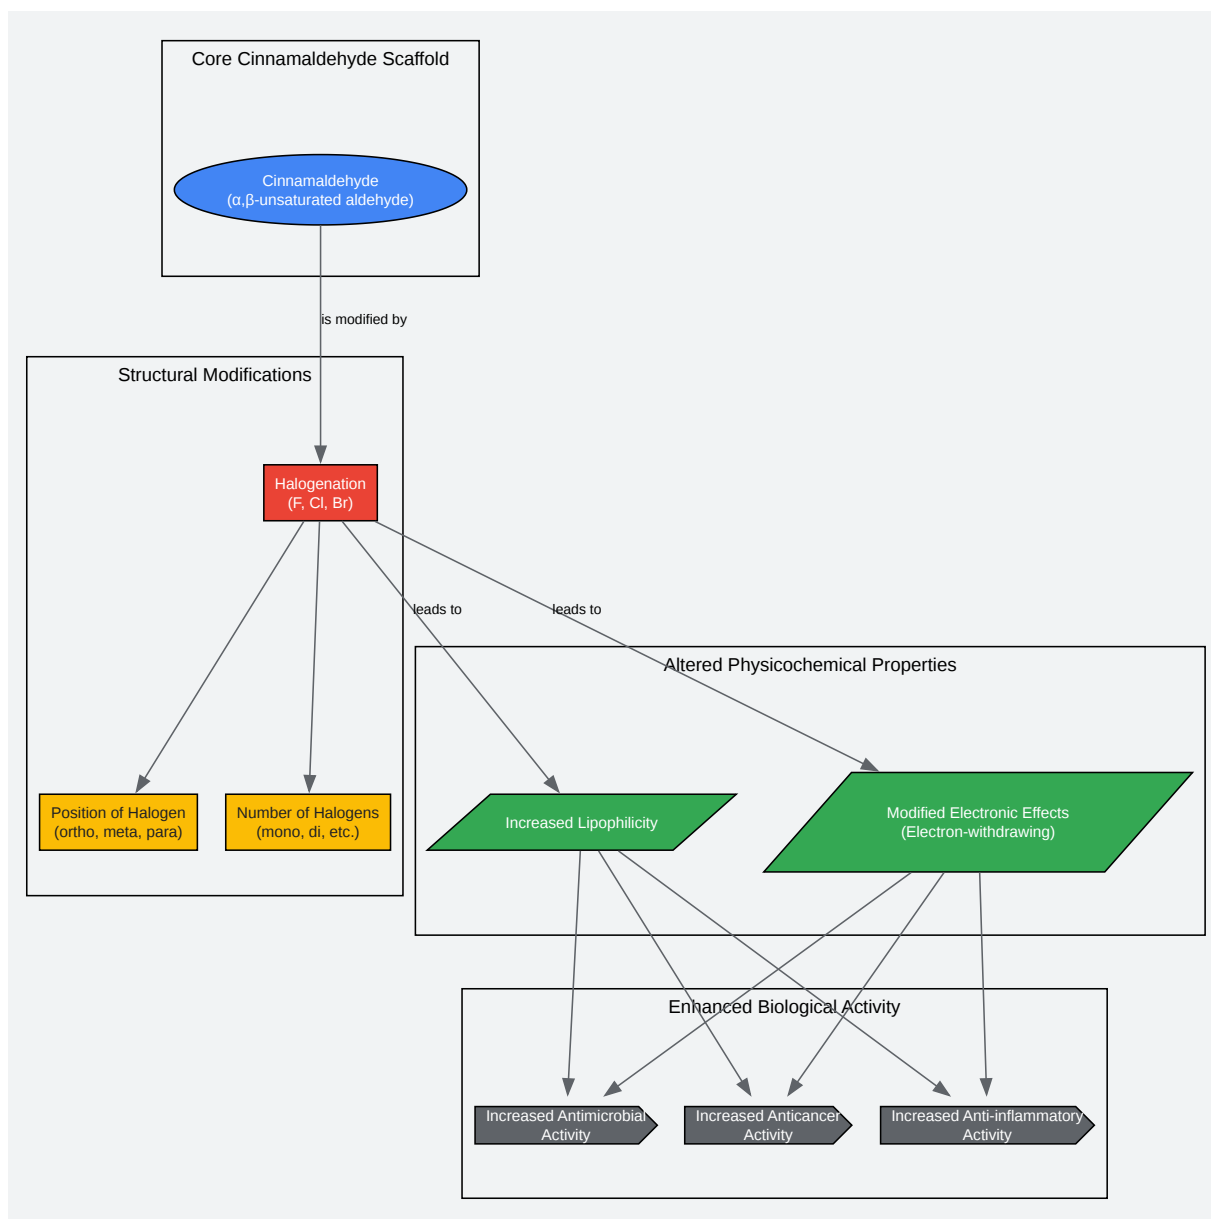 Core Cinnamaldehyde Scaffold
Cinnamaldehyde
(α,β-unsaturated aldehyde)
is modified by
Structural Modifications
Halogenation
(F, Cl, Br)
leads to
leads to
Altered Physicochemical Properties
Position of Halogen
(ortho, meta, para)
Number of Halogens
(mono, di, etc.)
Increased Lipophilicity
Modified Electronic Effects
(Electron-withdrawing)
Enhanced Biological Activity
Increased Antimicrobial
Activity
Increased Anticancer
Activity
Increased Anti-inflammatory
Activity